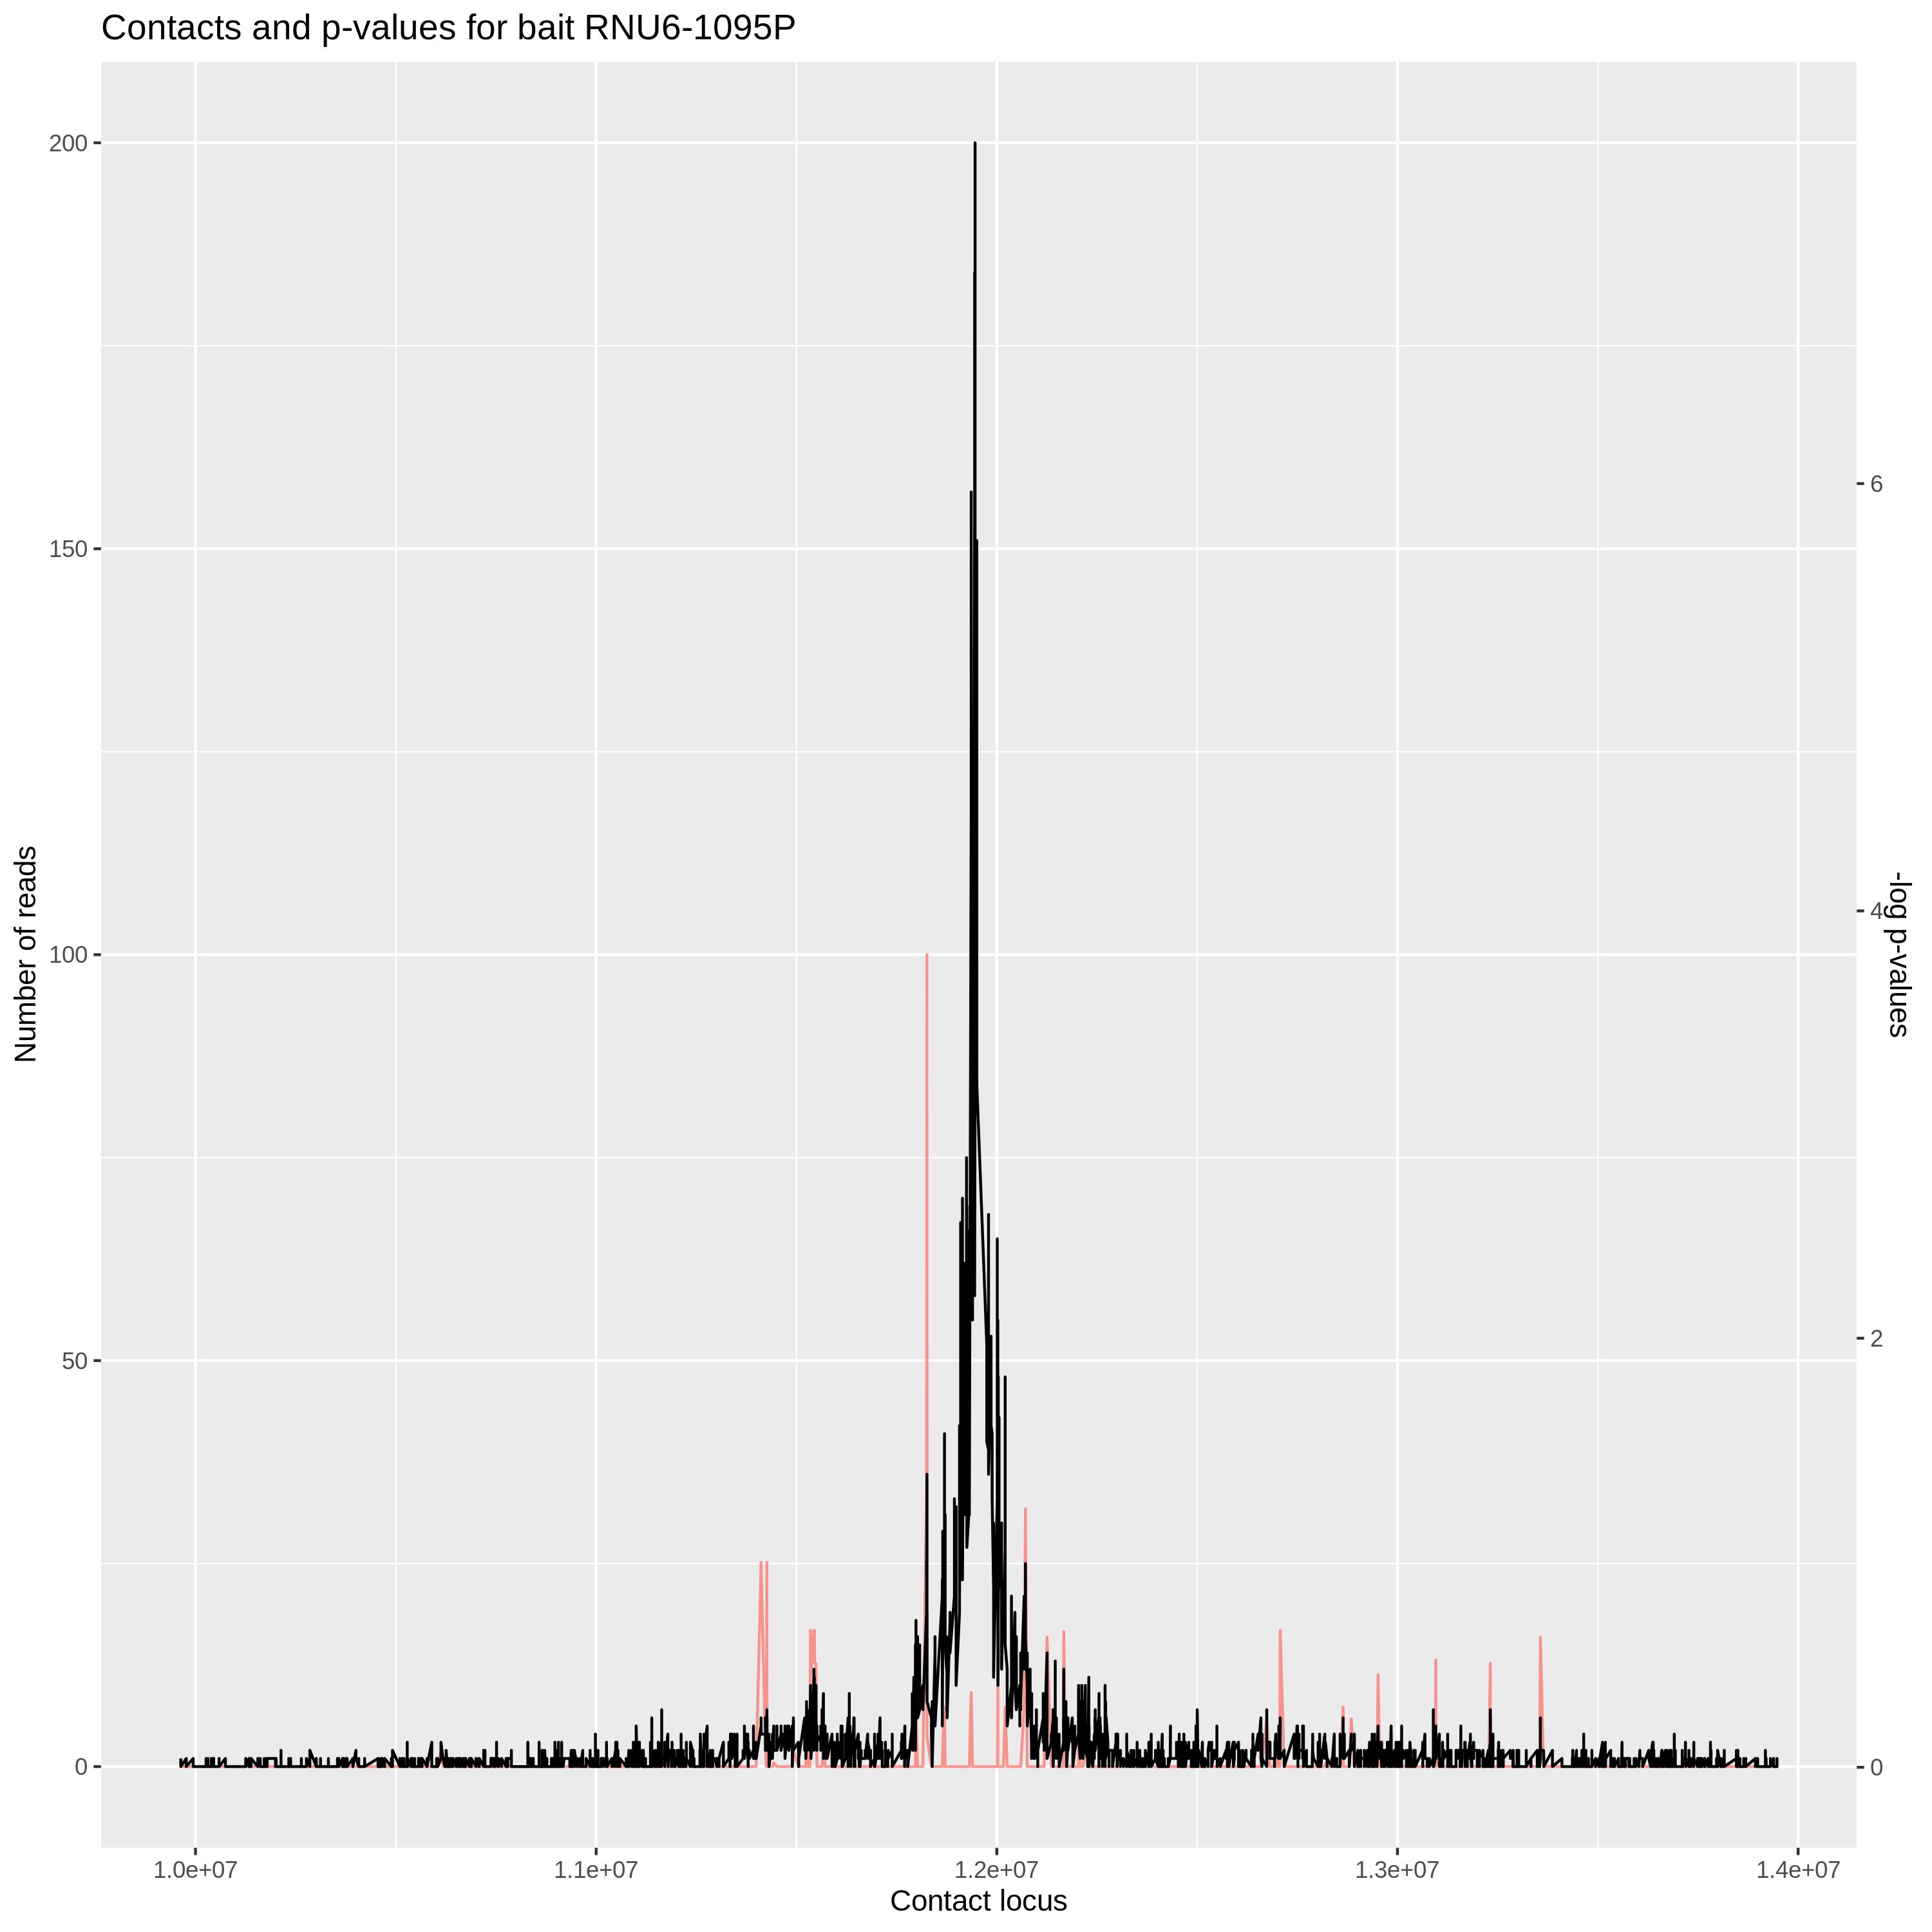 Contacts and p-values for bait RNU6-1095P
200
150
100
50
0
Number of reads
6
4
2
0
-log p-values
1.0e+07
1.1e+07
1.2e+07
1.3e+07
1.4e+07
Contact locus